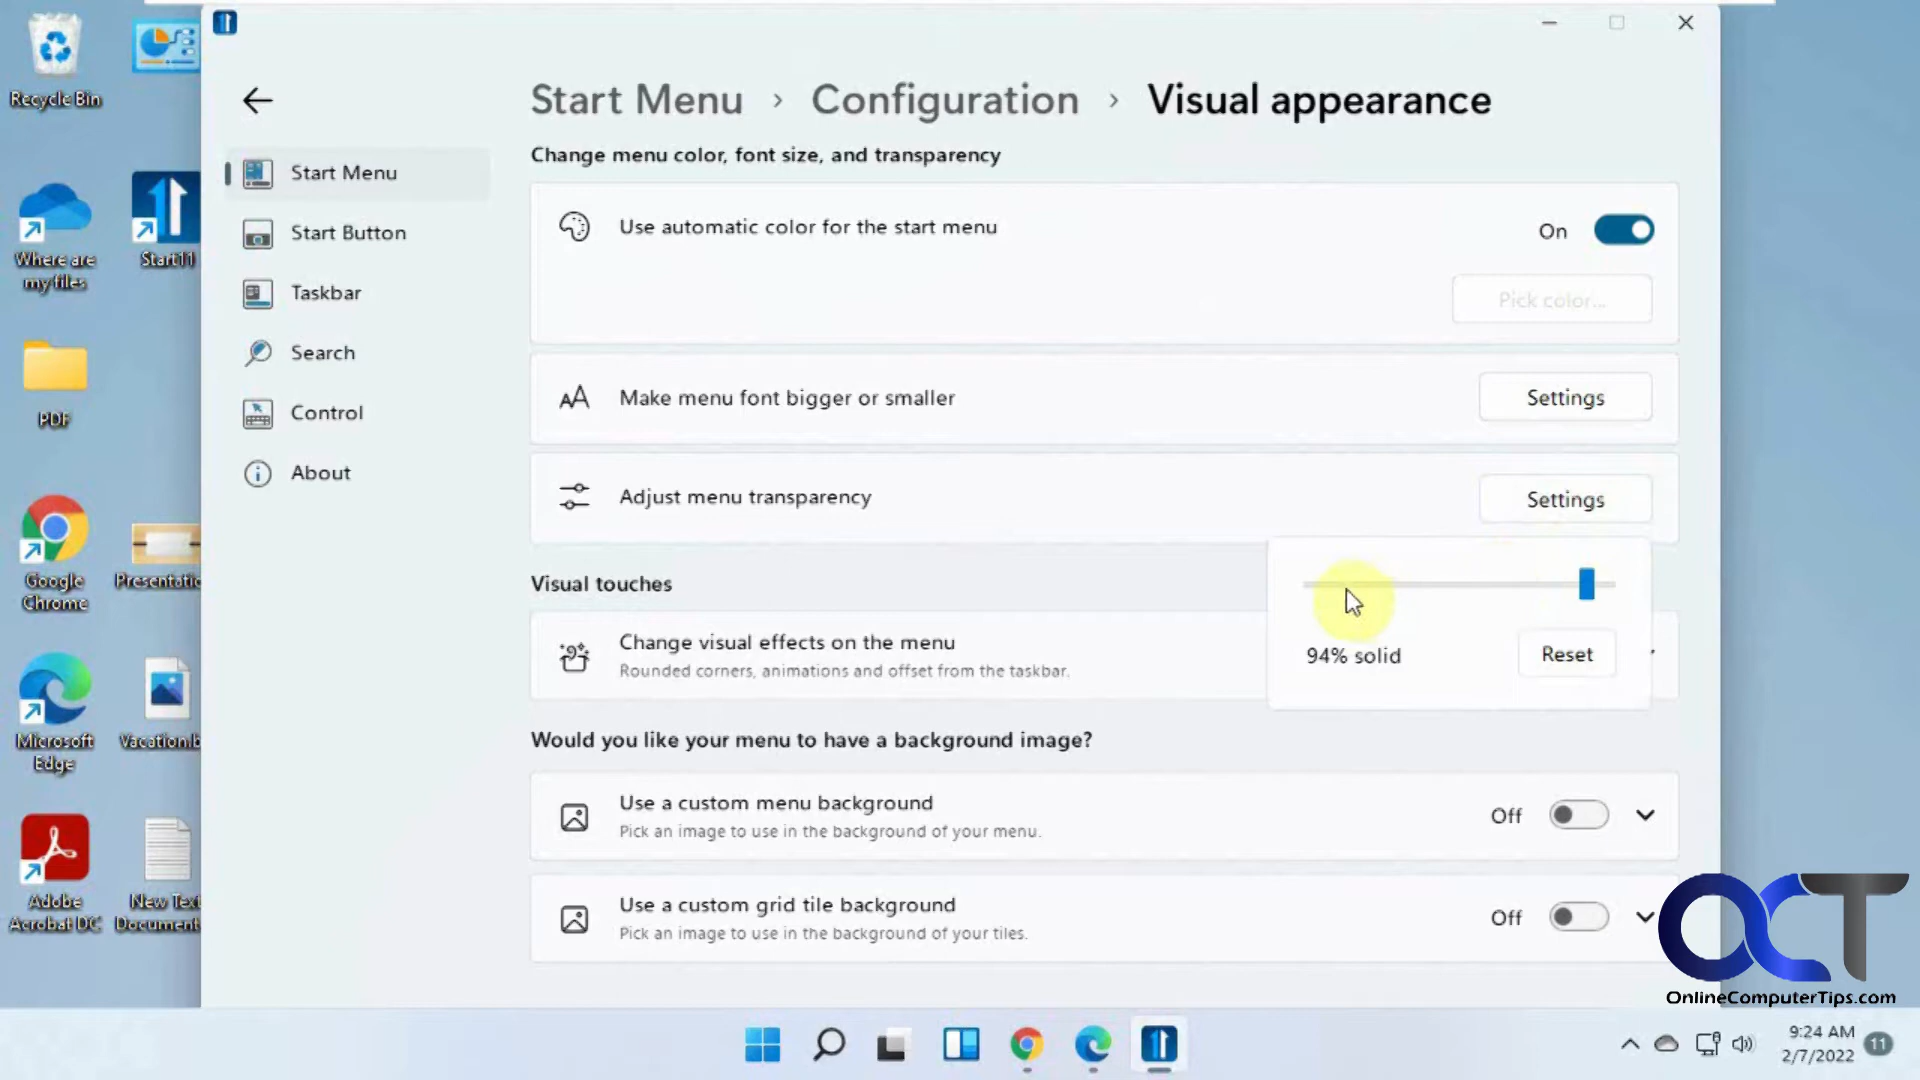 Recycle Bin
Where are
my files
Start11
PDF
Google
Chrome
Presentatio
Microsoft
Edge
Vacation.b
Adobe
Acrobat DC
New Text
Document
Start Menu
Start Button
Taskbar
Search
Control
About
Start Menu › Configuration › Visual appearance
Change menu color, font size, and transparency
Use automatic color for the start menu
On
Pick color...
Make menu font bigger or smaller
Settings
Adjust menu transparency
Settings
94% solid
Reset
Visual touches
Change visual effects on the menu
Rounded corners, animations and offset from the taskbar.
Would you like your menu to have a background image?
Use a custom menu background
Pick an image to use in the background of your menu.
Off
Use a custom grid tile background
Pick an image to use in the background of your tiles.
Off
OCT
OnlineComputerTips.com
9:24 AM
2/7/2022
11